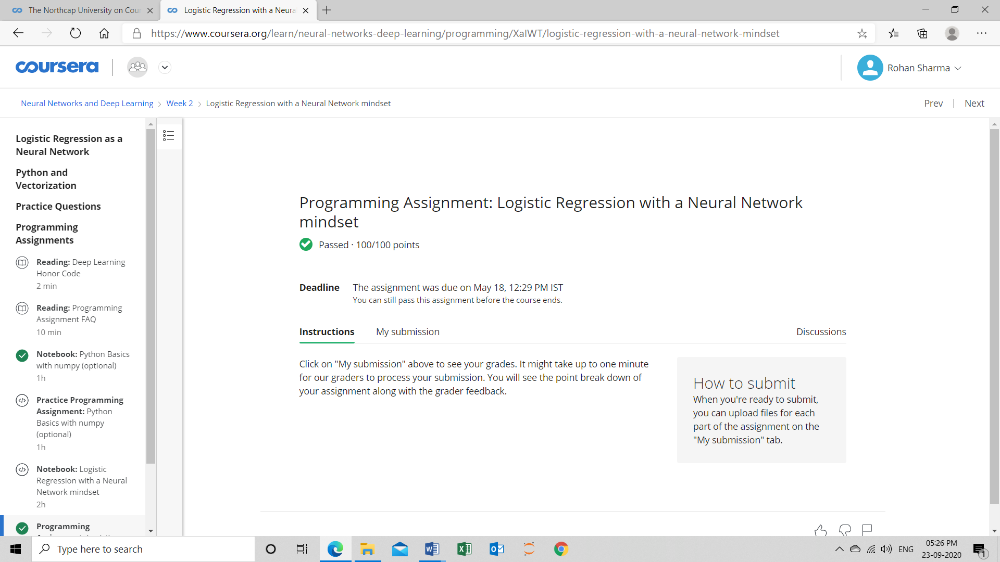 The Northcap University on Cour
Logistic Regression with a Neura
https://www.coursera.org/learn/neural-networks-deep-learning/programming/XaIWT/logistic-regression-with-a-neural-network-mindset
coursera
Rohan Sharma
Neural Networks and Deep Learning > Week 2 > Logistic Regression with a Neural Network mindset
Prev | Next
Logistic Regression as a
Neural Network
Python and
Vectorization
Practice Questions
Programming
Assignments
Reading: Deep Learning
Honor Code
2 min
Reading: Programming
Assignment FAQ
10 min
Notebook: Python Basics
with numpy (optional)
1h
Practice Programming
Assignment: Python
Basics with numpy
(optional)
1h
Notebook: Logistic
Regression with a Neural
Network mindset
2h
Programming
Programming Assignment: Logistic Regression with a Neural Network
mindset
Passed · 100/100 points
Deadline The assignment was due on May 18, 12:29 PM IST
You can still pass this assignment before the course ends.
Instructions My submission Discussions
Click on "My submission" above to see your grades. It might take up to one minute
for our graders to process your submission. You will see the point break down of
your assignment along with the grader feedback.
How to submit
When you're ready to submit,
you can upload files for each
part of the assignment on the
"My submission" tab.
Type here to search
ENG
05:26 PM
23-09-2020
1